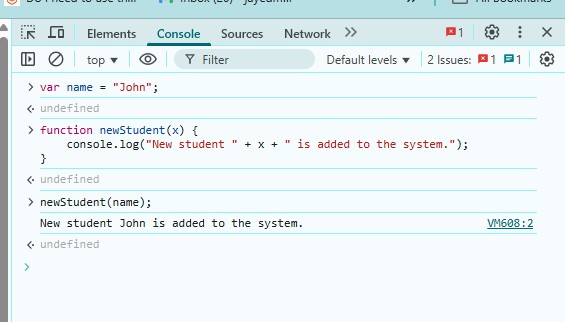 Elements Console Sources Network 1
top Filter Default levels 2 Issues: 1 1
var name = "John";
undefined
function newStudent(x) {
console.log("New student " + x + " is added to the system.");
}
undefined
newStudent(name);
New student John is added to the system. VM608:2
undefined